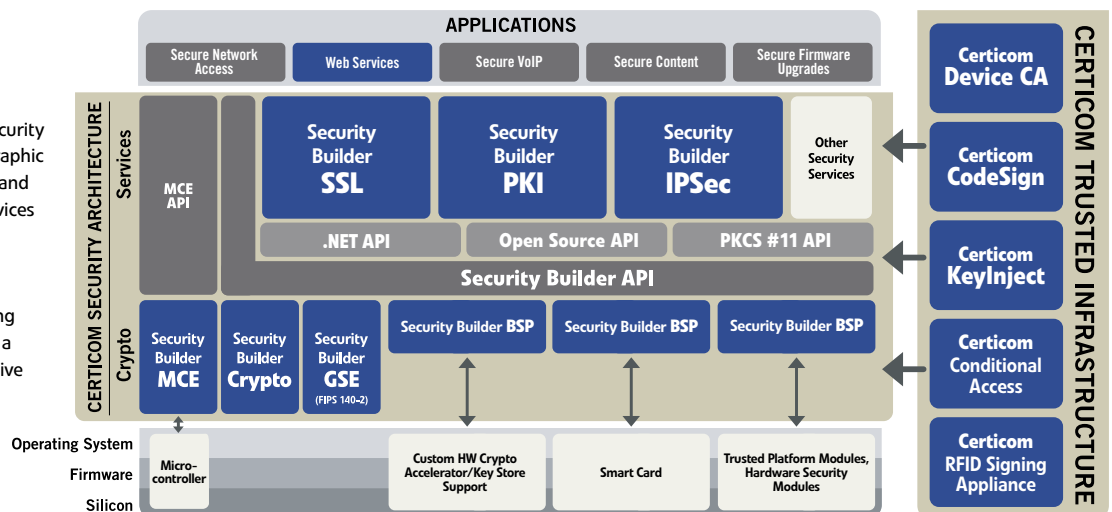 APPLICATIONS
Secure Network
Access
Web Services
Secure VoIP
Secure Content
Secure Firmware
Upgrades
CERTICOM SECURITY ARCHITECTURE
Services
Crypto
MCE
API
Security
Builder
SSL
Security
Builder
PKI
Security
Builder
IPSec
Other
Security
Services
.NET API
Open Source API
PKCS #11 API
Security Builder API
Security
Builder
MCE
Security
Builder
Crypto
Security
Builder
GSE
(FIPS 140-2)
Security Builder BSP
Security Builder BSP
Security Builder BSP
Operating System
Firmware
Silicon
Micro-
controller
Custom HW Crypto
Accelerator/Key Store
Support
Smart Card
Trusted Platform Modules,
Hardware Security
Modules
CERTICOM TRUSTED INFRASTRUCTURE
Certicom
Device CA
Certicom
CodeSign
Certicom
KeyInject
Certicom
Conditional
Access
Certicom
RFID Signing
Appliance
and
a